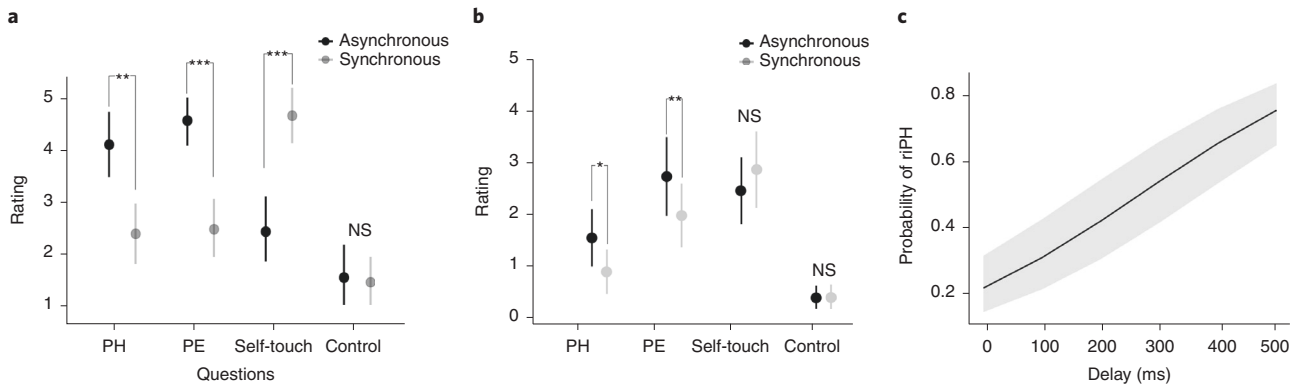 a
Asynchronous
Synchronous
**
***
***
NS
Rating
5
4
3
2
1
PH
PE
Self-touch
Control
Questions
b
Asynchronous
Synchronous
*
**
NS
NS
Rating
5
4
3
2
1
0
PH
PE
Self-touch
Control
c
Probability of riPH
0.8
0.6
0.4
0.2
0
100
200
300
400
500
Delay (ms)